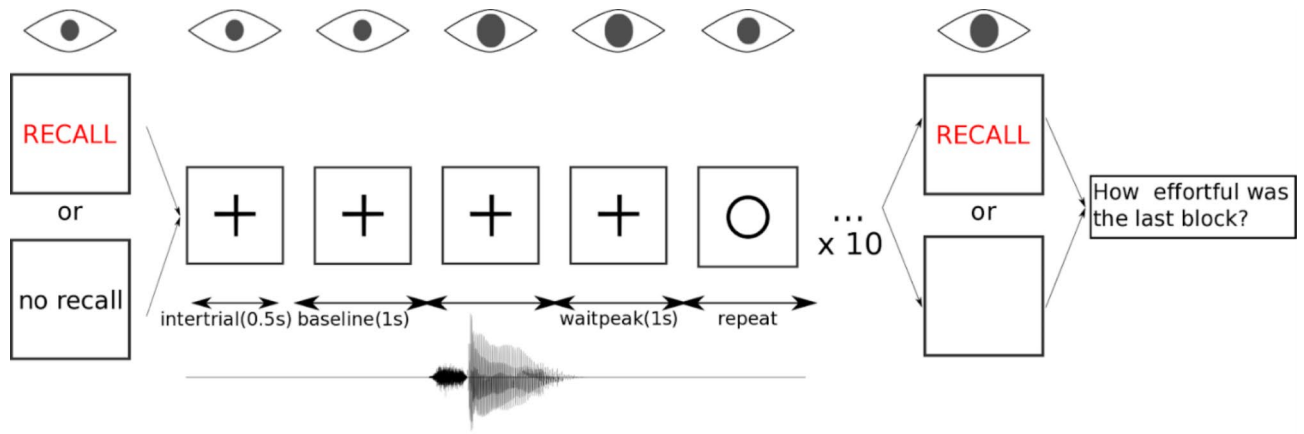 RECALL
or
no recall
intertrial(0.5s)
baseline(1s)
waitpeak(1s)
repeat
...
x 10
RECALL
or
How effortful was
the last block?